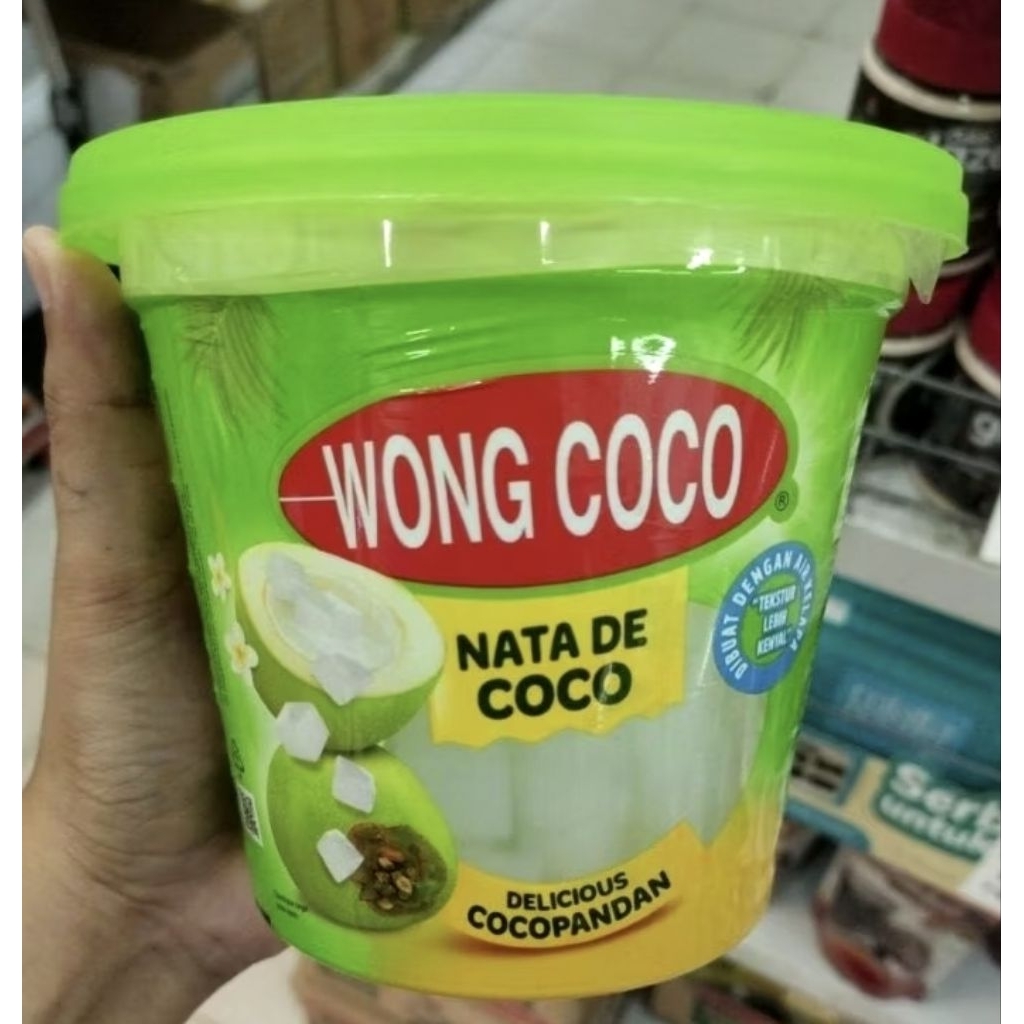 WONG COCO
®
NATA DE
COCO
DIBUAT DENGAN AIR KELAPA
"TEKSTUR
LEBIH
KENYAL"
DELICIOUS
COCOPANDAN